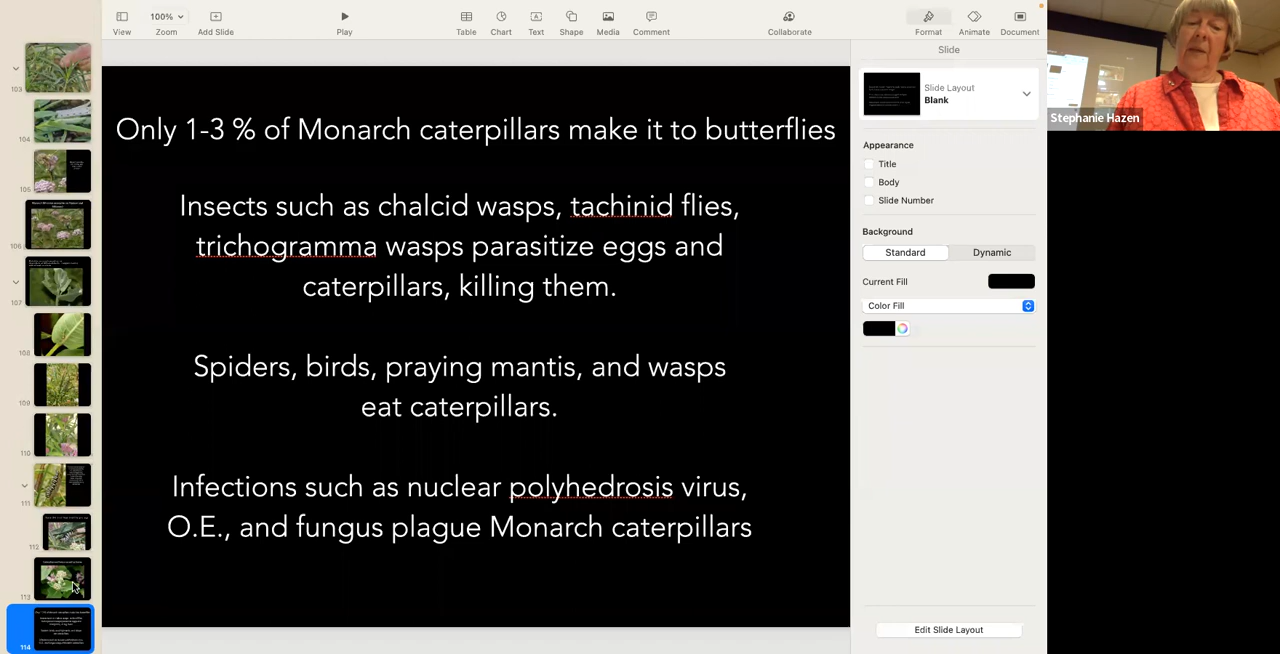 View
100%
Zoom
Add Slide
Play
Table
Chart
Text
Shape
Media
Comment
Collaborate
Format
Animate
Document
103
104
105
106
107
108
109
110
111
112
113
114
Only 1-3 % of Monarch caterpillars make it to butterflies
Insects such as chalcid wasps, tachinid flies,
trichogramma wasps parasitize eggs and
caterpillars, killing them.
Spiders, birds, praying mantis, and wasps
eat caterpillars.
Infections such as nuclear polyhedrosis virus,
O.E., and fungus plague Monarch caterpillars
Slide
Slide Layout
Blank
Appearance
Title
Body
Slide Number
Background
Standard
Dynamic
Current Fill
Color Fill
Edit Slide Layout
Stephanie Hazen